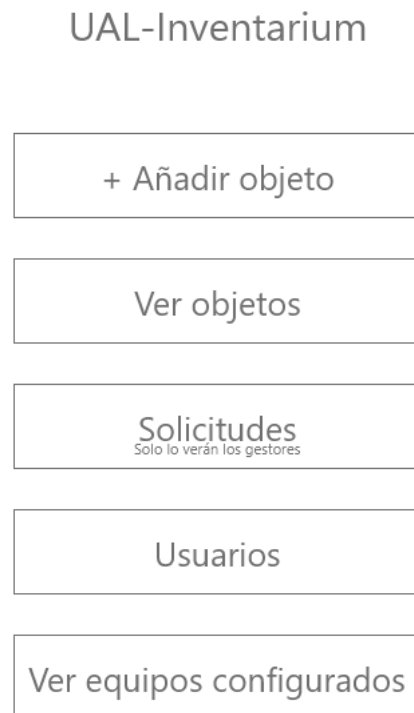 UAL-Inventarium
+ Añadir objeto
Ver objetos
Solicitudes
Solo lo verán los gestores
Usuarios
Ver equipos configurados